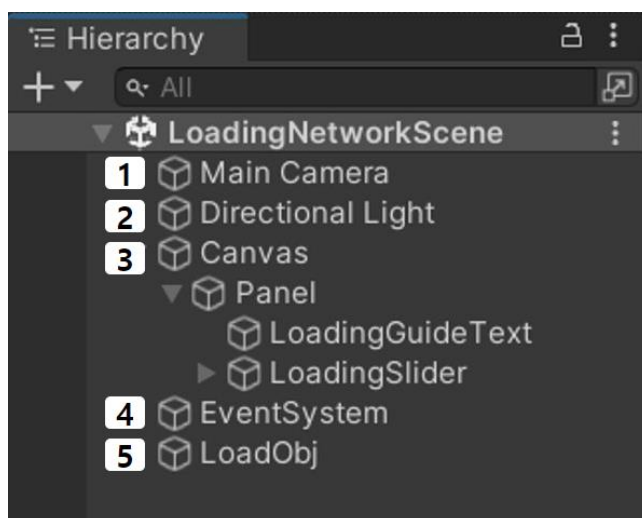 Hierarchy
All
LoadingNetworkScene
1 Main Camera
2 Directional Light
3 Canvas
Panel
LoadingGuideText
LoadingSlider
4 EventSystem
5 LoadObj